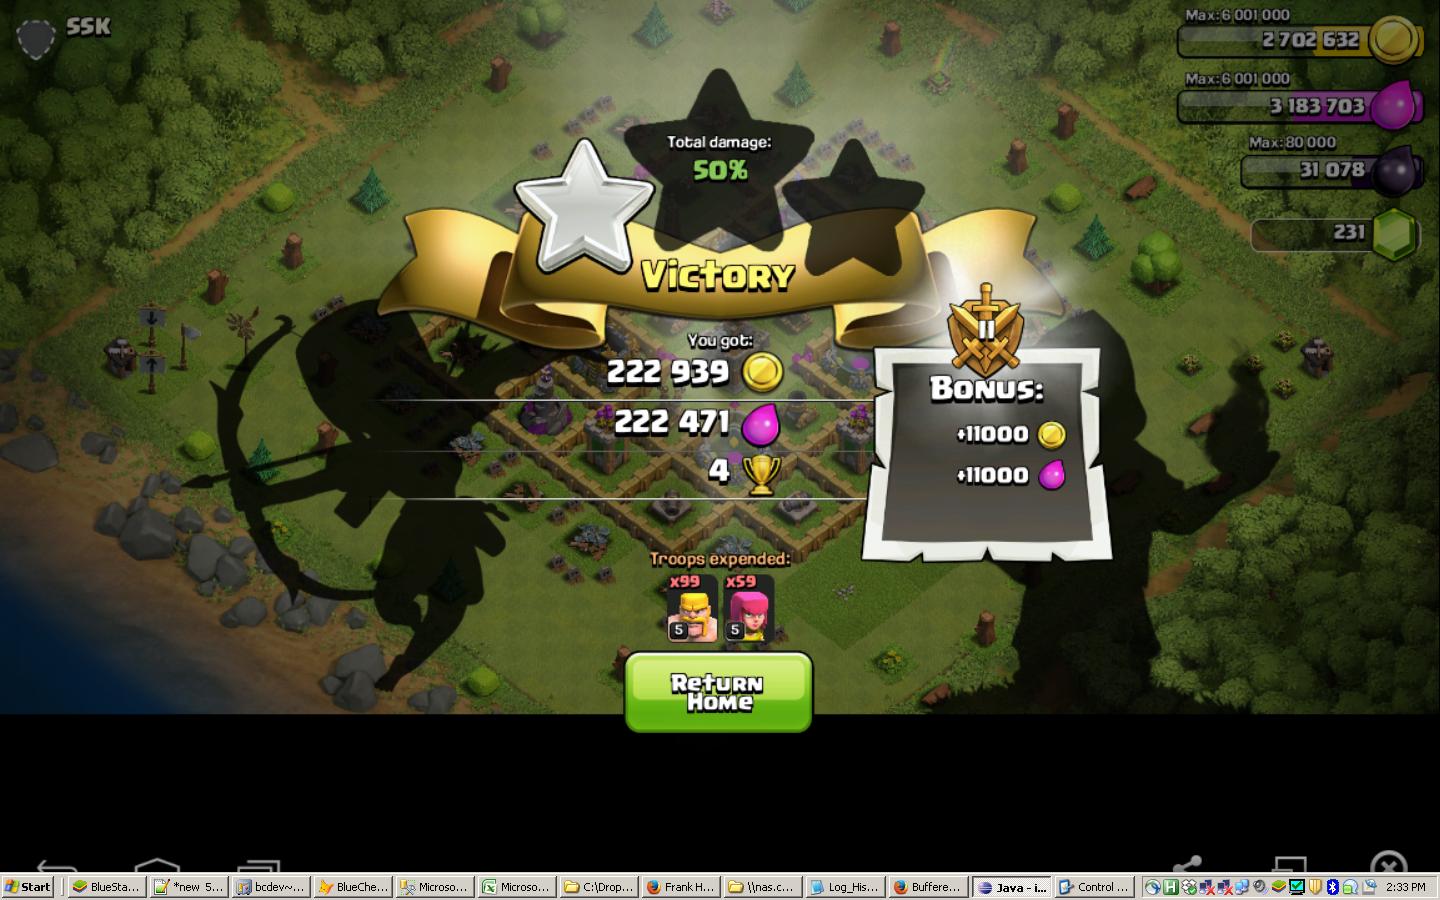 SSK
Max: 6 001 000
2 702 632
Max: 6 001 000
3 183 703
Max: 80 000
31 078
231
Total damage:
50%
Victory
You got:
222 939
222 471
4
II
Bonus:
+11000
+11000
Troops expended:
x99 x59
5 5
Return
Home
Start
BlueSta...
*new 5...
bcdev~...
BlueChe...
Microso...
Microso...
C:\Drop...
Frank H...
\\nas.c...
Log_His...
Buffere...
Java - i...
Control ...
2:33 PM